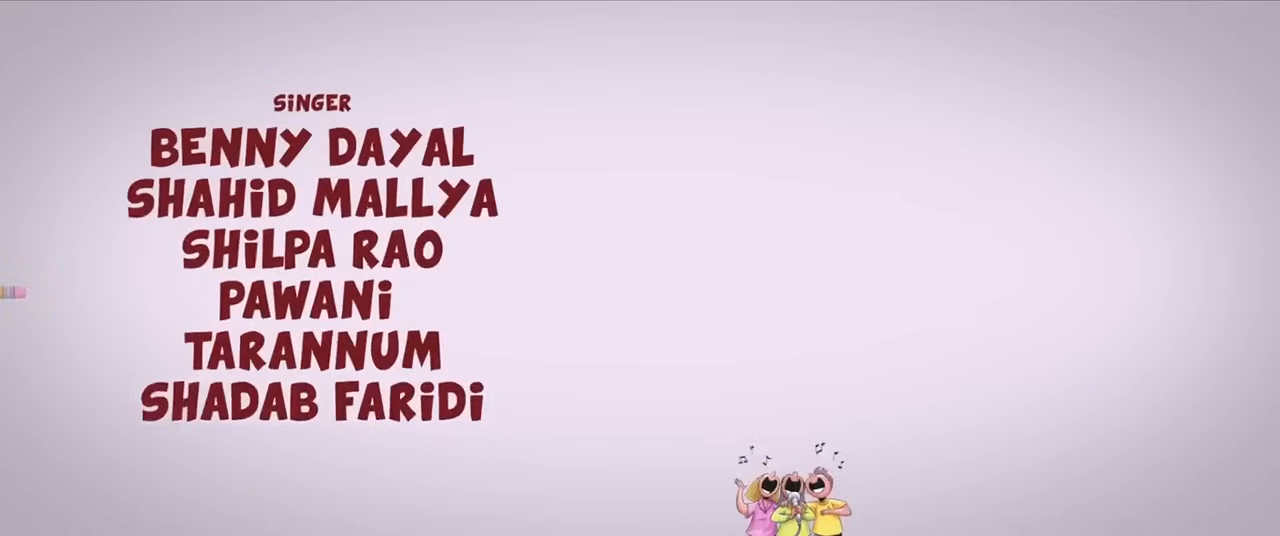 SiNGER
BENNY DAYAL
SHAHiD MALLYA
SHiLPA RAO
PAWANi
TARANNUM
SHADAB FARiDi